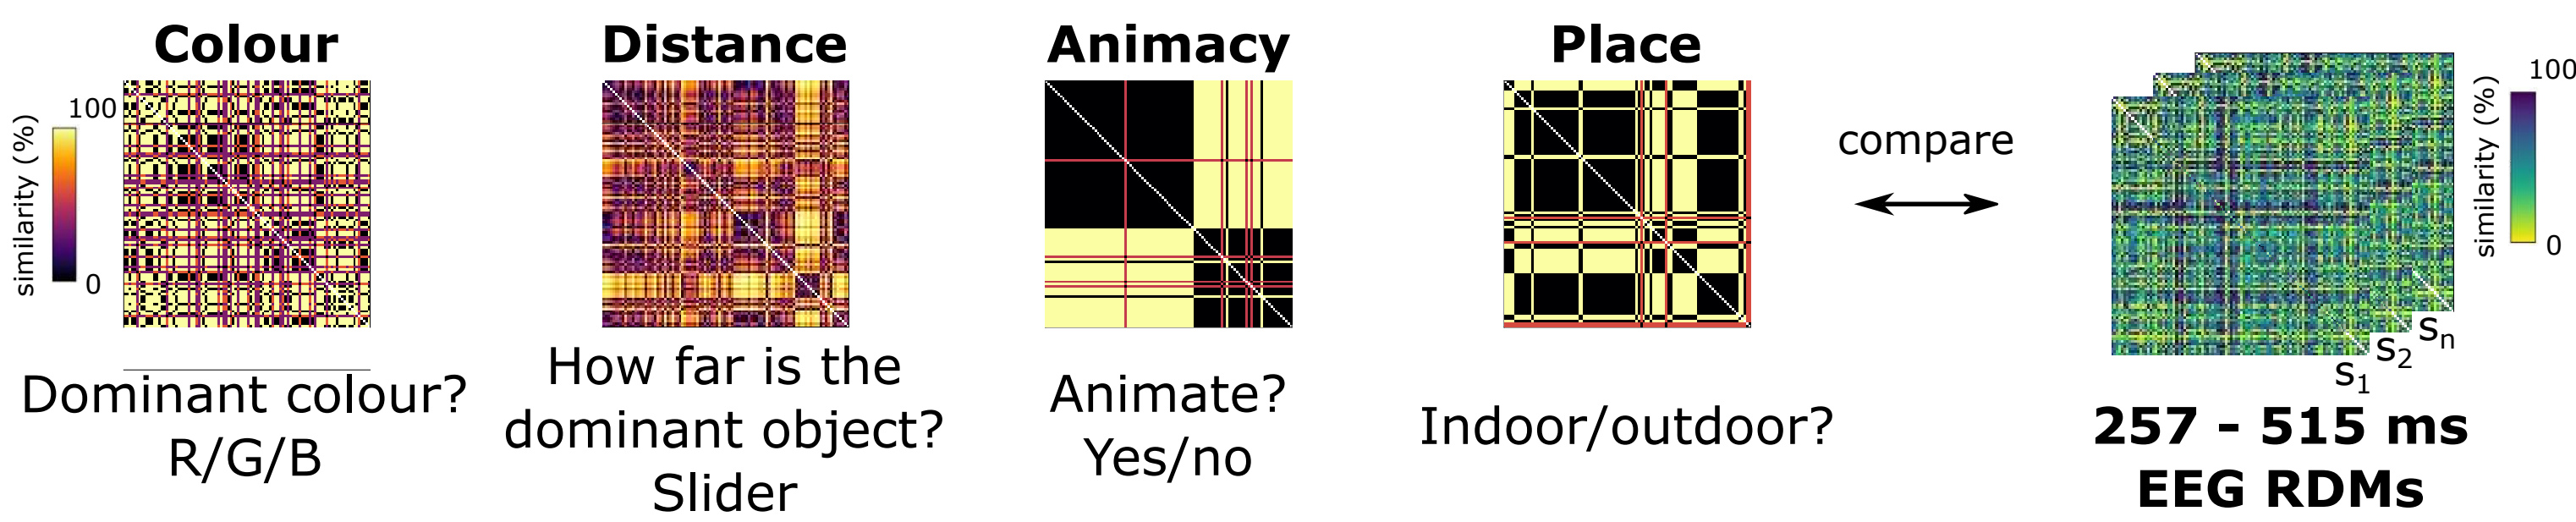 Colour
Distance
Animacy
Place
similarity (%)
100
0
compare
similarity (%)
100
0
s1
s2
sn
Dominant colour?
R/G/B
How far is the
dominant object?
Slider
Animate?
Yes/no
Indoor/outdoor?
257 - 515 ms
EEG RDMs